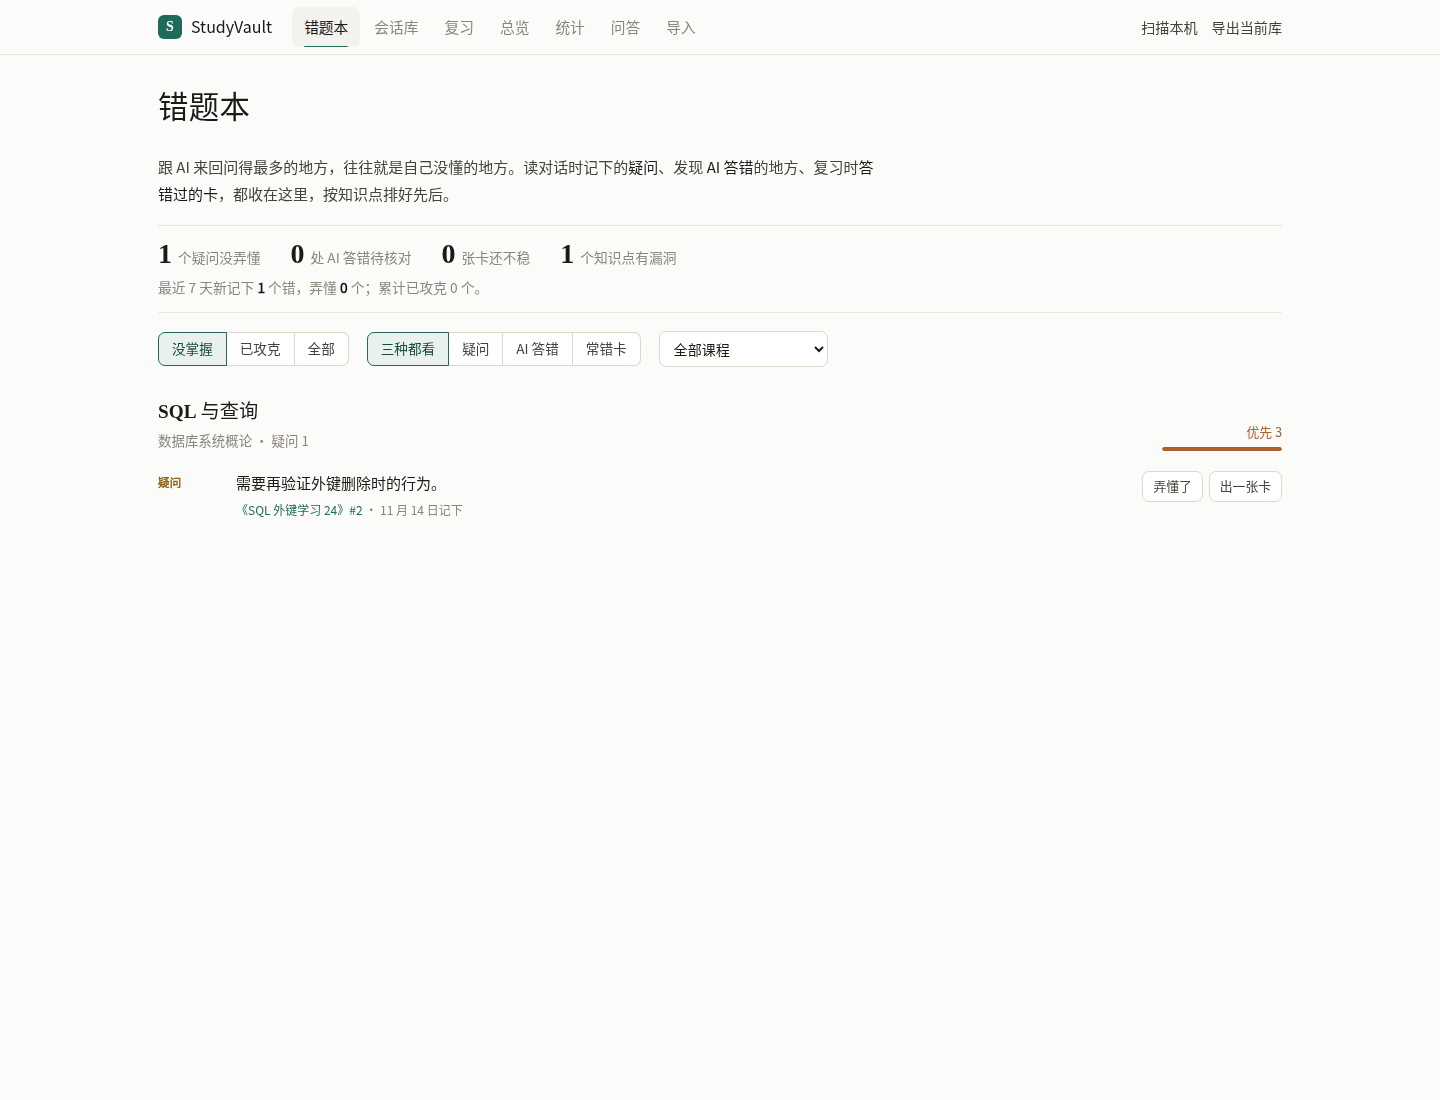 S StudyVault 错题本 会话库 复习 总览 统计 问答 导入 扫描本机 导出当前库
错题本
跟 AI 来回问得最多的地方，往往就是自己没懂的地方。读对话时记下的疑问、发现 AI 答错的地方、复习时答
错过的卡，都收在这里，按知识点排好先后。
1 个疑问没弄懂 0 处 AI 答错待核对 0 张卡还不稳 1 个知识点有漏洞
最近 7 天新记下 1 个错，弄懂 0 个；累计已攻克 0 个。
没掌握 已攻克 全部 三种都看 疑问 AI 答错 常错卡 全部课程
SQL 与查询
数据库系统概论 · 疑问 1
优先 3
疑问 需要再验证外键删除时的行为。 弄懂了 出一张卡
《SQL 外键学习 24》#2 · 11 月 14 日记下